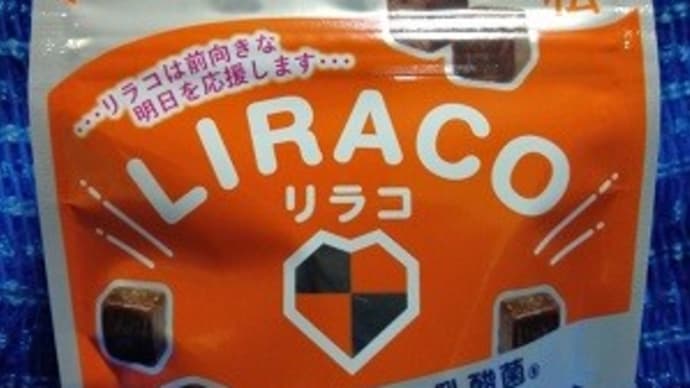 …リラコは前向きな
明日を応援します…
LIRACO
リラコ
酸菌